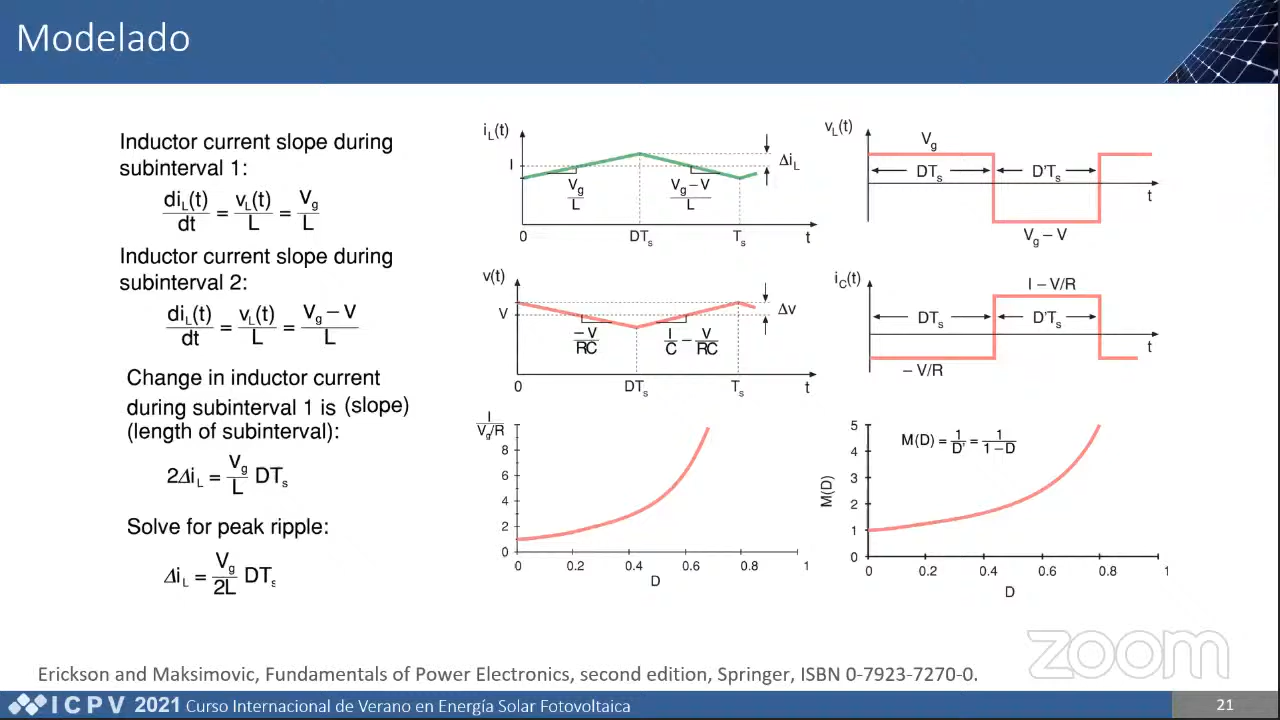 Modelado
Inductor current slope during
subinterval 1:
di_L(t)/dt = v_L(t)/L = V_g/L
Inductor current slope during
subinterval 2:
di_L(t)/dt = v_L(t)/L = V_g – V/L
Change in inductor current
during subinterval 1 is (slope)
(length of subinterval):
2Δi_L = V_g/L DT_s
Solve for peak ripple:
Δi_L = V_g/2L DT_s
i_L(t)
I
V_g/L
V_g – V/L
Δi_L
0
DT_s
T_s
t
v_L(t)
V_g
DT_s
D'T_s
t
V_g – V
v(t)
V
–V/RC
I/C – V/RC
Δv
0
DT_s
T_s
t
i_C(t)
I – V/R
DT_s
D'T_s
t
– V/R
I
V_g/R
8
6
4
2
0
0 0.2 0.4 0.6 0.8 1
D
M(D) = 1/D' = 1/1 – D
M(D)
5
4
3
2
1
0
0 0.2 0.4 0.6 0.8 1
D
zoom
Erickson and Maksimovic, Fundamentals of Power Electronics, second edition, Springer, ISBN 0-7923-7270-0.
ICPV 2021 Curso Internacional de Verano en Energía Solar Fotovoltaica
21